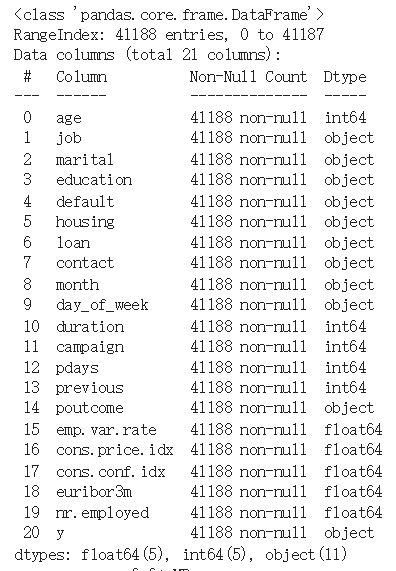 <class 'pandas.core.frame.DataFrame'>
RangeIndex: 41188 entries, 0 to 41187
Data columns (total 21 columns):
 #   Column          Non-Null Count  Dtype
---  ------          --------------  -----
 0   age             41188 non-null  int64
 1   job             41188 non-null  object
 2   marital         41188 non-null  object
 3   education       41188 non-null  object
 4   default         41188 non-null  object
 5   housing         41188 non-null  object
 6   loan            41188 non-null  object
 7   contact         41188 non-null  object
 8   month           41188 non-null  object
 9   day_of_week     41188 non-null  object
 10  duration        41188 non-null  int64
 11  campaign        41188 non-null  int64
 12  pdays           41188 non-null  int64
 13  previous        41188 non-null  int64
 14  poutcome        41188 non-null  object
 15  emp.var.rate    41188 non-null  float64
 16  cons.price.idx  41188 non-null  float64
 17  cons.conf.idx   41188 non-null  float64
 18  euribor3m       41188 non-null  float64
 19  nr.employed     41188 non-null  float64
 20  y               41188 non-null  object
dtypes: float64(5), int64(5), object(11)